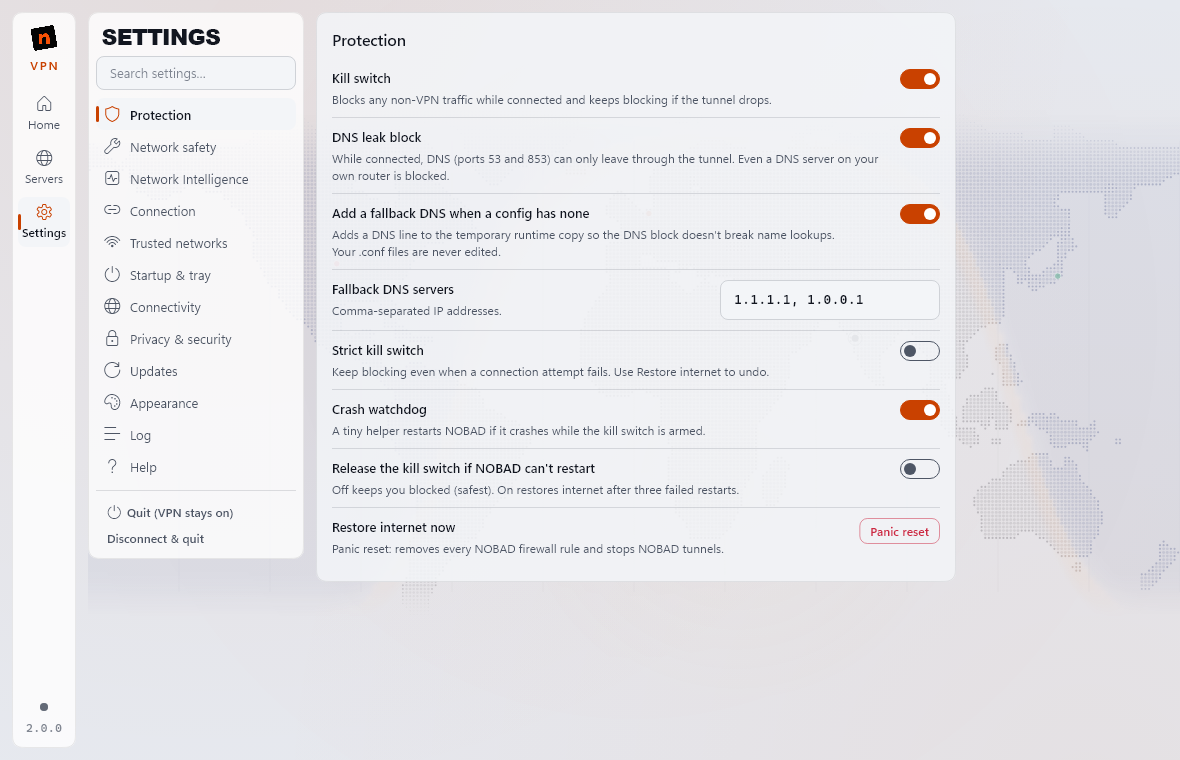 n
VPN
Home
Servers
Settings
2.0.0
SETTINGS
Search settings...
Protection
Network safety
Network Intelligence
Connection
Trusted networks
Startup & tray
Connectivity
Privacy & security
Updates
Appearance
Log
Help
Quit (VPN stays on)
Disconnect & quit
Protection
Kill switch
Blocks any non-VPN traffic while connected and keeps blocking if the tunnel drops.
DNS leak block
While connected, DNS (ports 53 and 853) can only leave through the tunnel. Even a DNS server on your
own router is blocked.
Add a fallback DNS when a config has none
Adds a DNS line to the temporary runtime copy so the DNS block doesn't break name lookups.
Your .conf files are never edited.
Fallback DNS servers
Comma-separated IP addresses.
1.1.1.1, 1.0.0.1
Strict kill switch
Keep blocking even when a connection attempt fails. Use Panic reset to undo.
Crash watchdog
helper restarts NOBAD if it crashes while the kill switch is armed.
Release the kill switch if NOBAD can't restart
Off keeps you blocked (safest). On restores internet after three failed restarts.
Restore internet now
Panic reset removes every NOBAD firewall rule and stops NOBAD tunnels.
Panic reset